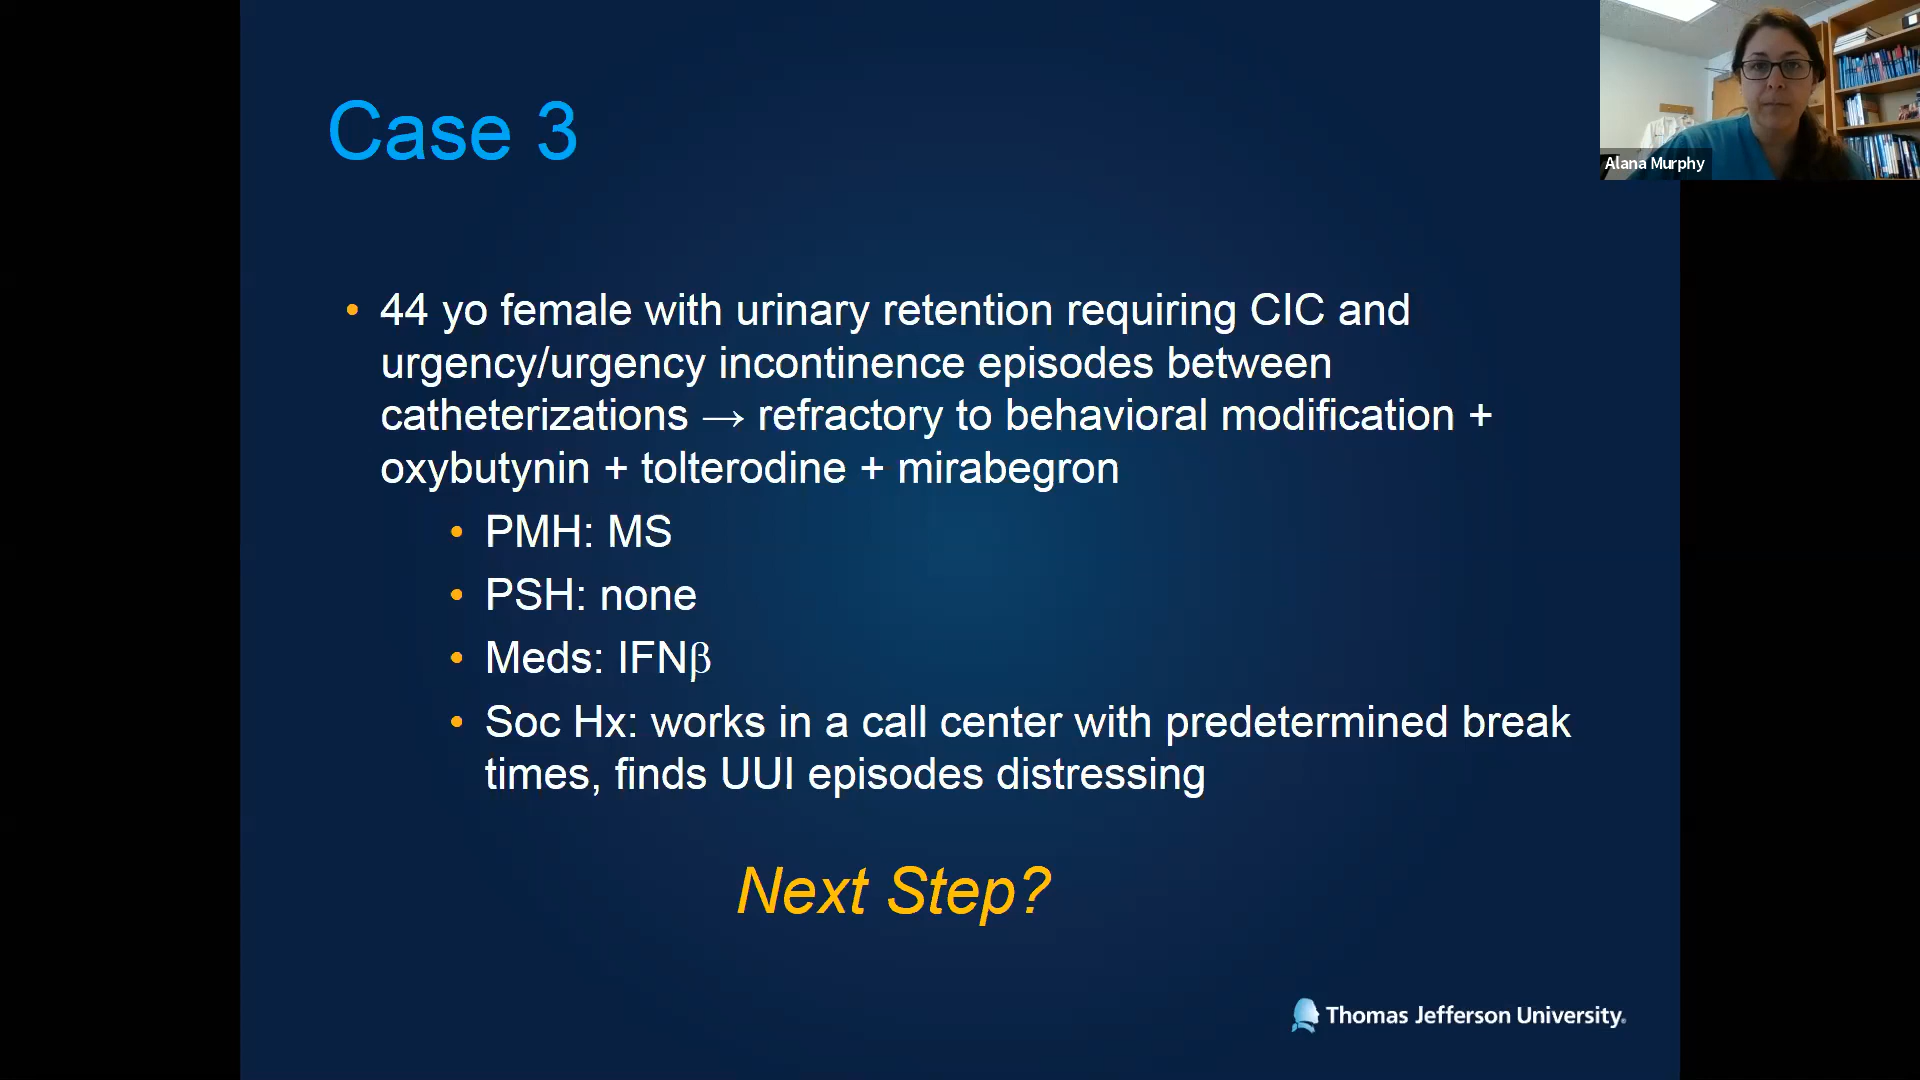 Case 3
Alana Murphy
• 44 yo female with urinary retention requiring CIC and
urgency/urgency incontinence episodes between
catheterizations → refractory to behavioral modification +
oxybutynin + tolterodine + mirabegron
• PMH: MS
• PSH: none
• Meds: IFNβ
• Soc Hx: works in a call center with predetermined break
times, finds UUI episodes distressing
Next Step?
Thomas Jefferson University®